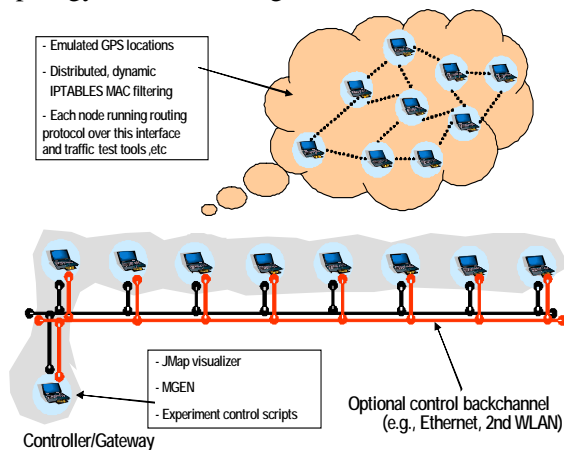 - Emulated GPS locations
- Distributed, dynamic
IPTABLES MAC filtering
- Each node running routing
protocol over this interface
and traffic test tools ,etc
- JMap visualizer
- MGEN
- Experiment control scripts
Optional control backchannel
(e.g., Ethernet, 2nd WLAN)
Controller/Gateway